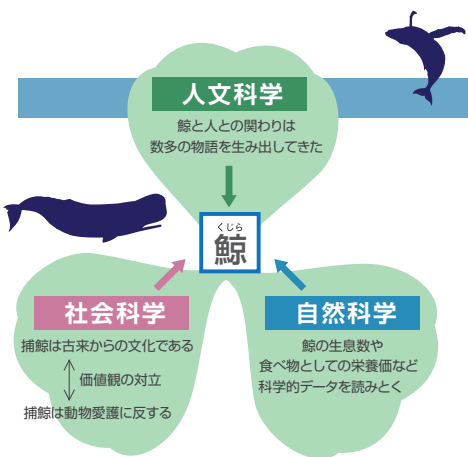 人文科学
鯨と人との関わりは
数多の物語を生み出してきた
くじら
鯨
社会科学
捕鯨は古来からの文化である
価値観の対立
捕鯨は動物愛護に反する
自然科学
鯨の生息数や
食べ物としての栄養価など
科学的データを読みとく